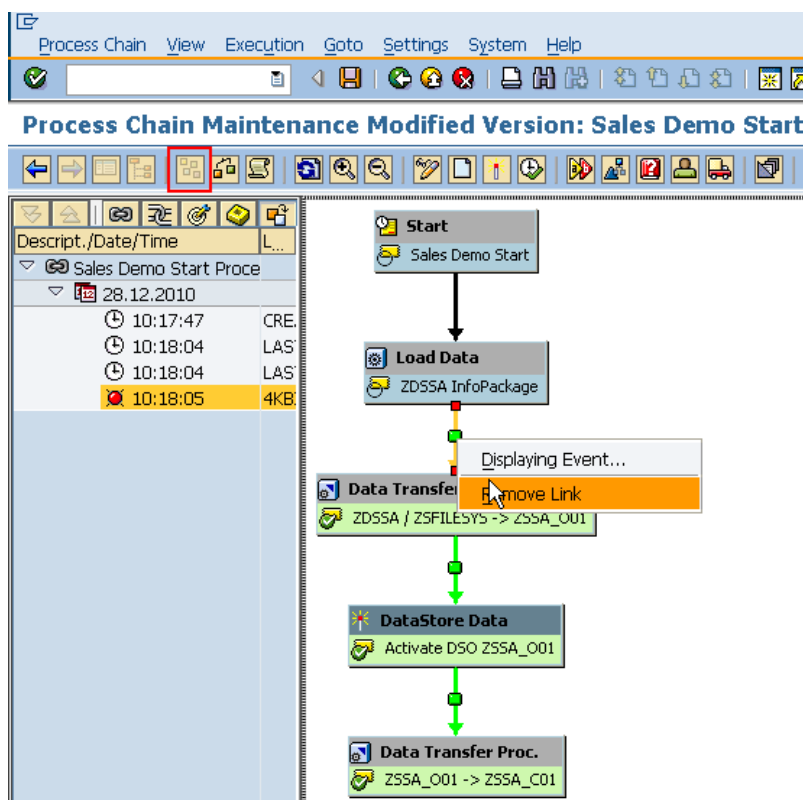 Process Chain View Execution Goto Settings System Help
Process Chain Maintenance Modified Version: Sales Demo Start
Descript./Date/Time L...
Sales Demo Start Proce
28.12.2010
10:17:47 CRE.
10:18:04 LAS
10:18:04 LAS
10:18:05 4KB
Start
Sales Demo Start
Load Data
ZDSSA InfoPackage
Displaying Event...
Remove Link
Data Transfe
ZDSSA / ZSFILESYS -> ZSSA_O01
DataStore Data
Activate DSO ZSSA_O01
Data Transfer Proc.
ZSSA_O01 -> ZSSA_C01